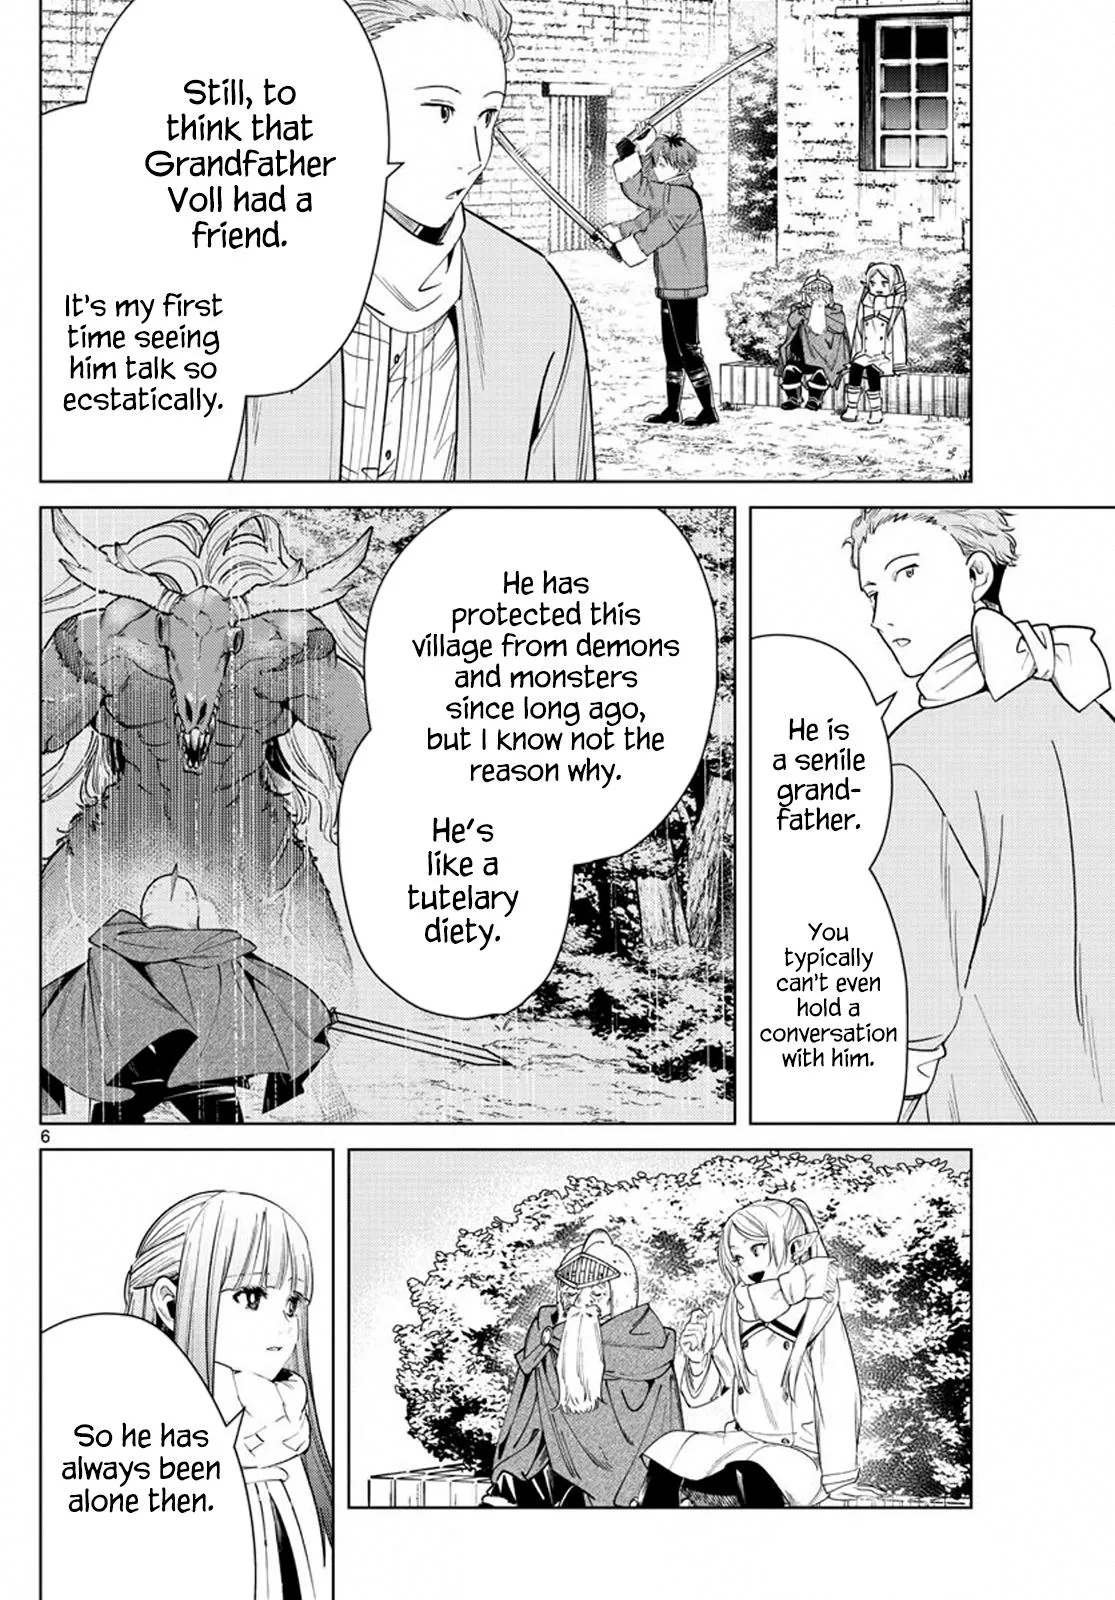 Still, to
think that
Grandfather
Voll had a
friend.
It's my first
time seeing
him talk so
ecstatically.
He is
a senile
grand-
father.
You
typically
can't even
hold a
conversation
with him.
He has
protected this
village from demons
and monsters
since long ago,
but I know not the
reason why.
He's
like a
tutelary
diety.
6
So he has
always been
alone then.